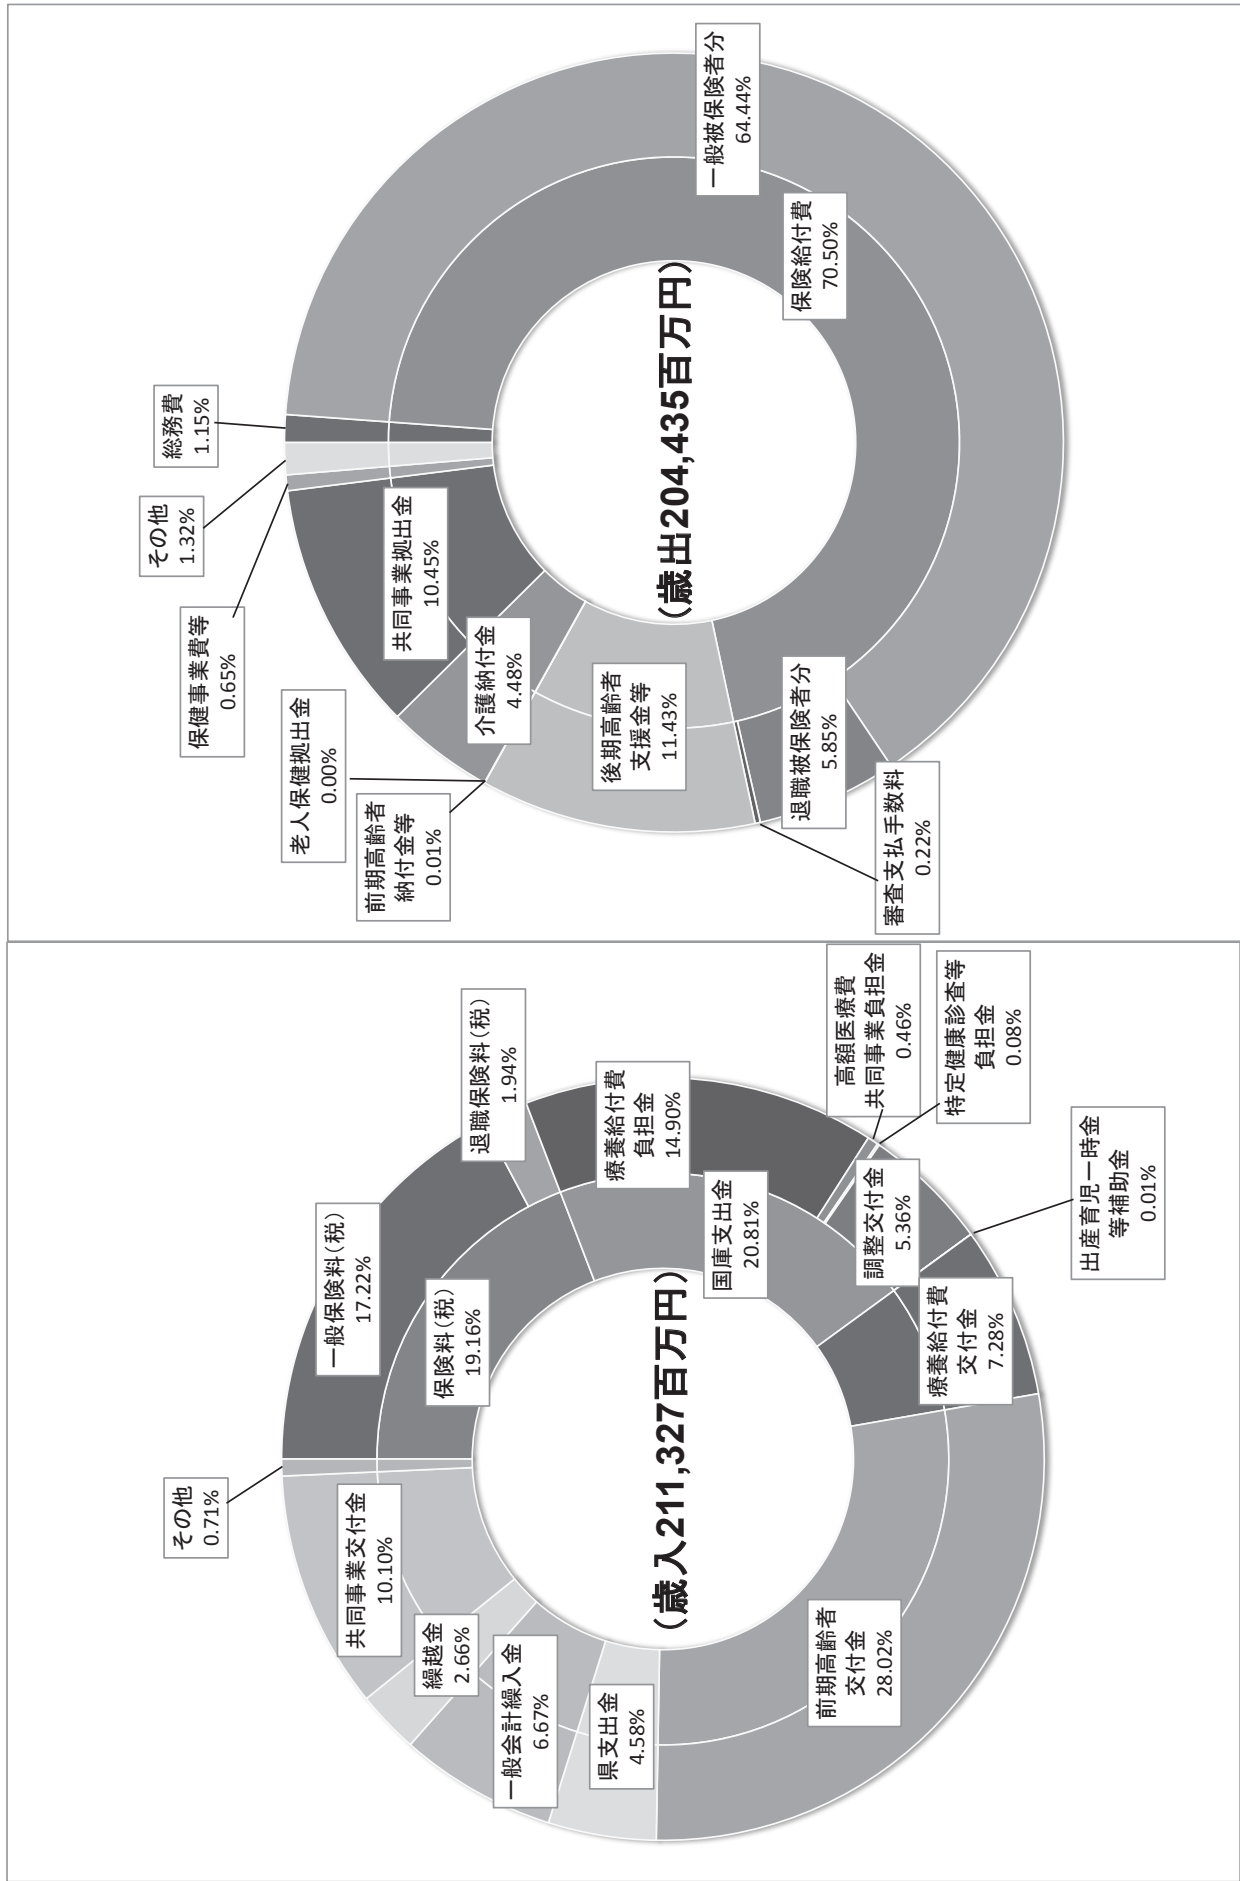 (歳入211,327百万円)
一般保険料(税)
17.22%
保険料(税)
19.16%
退職保険料(税)
1.94%
療養給付費
負担金
14.90%
国庫支出金
20.81%
高額医療費
共同事業負担金
0.46%
特定健康診査等
負担金
0.08%
調整交付金
5.36%
出産育児一時金
等補助金
0.01%
療養給付費
交付金
7.28%
前期高齢者
交付金
28.02%
県支出金
4.58%
一般会計繰入金
6.67%
繰越金
2.66%
共同事業交付金
10.10%
その他
0.71%
(歳出204,435百万円)
総務費
1.15%
一般被保険者分
64.44%
保険給付費
70.50%
退職被保険者分
5.85%
審査支払手数料
0.22%
後期高齢者
支援金等
11.43%
前期高齢者
納付金等
0.01%
老人保健拠出金
0.00%
介護納付金
4.48%
共同事業拠出金
10.45%
保健事業費等
0.65%
その他
1.32%